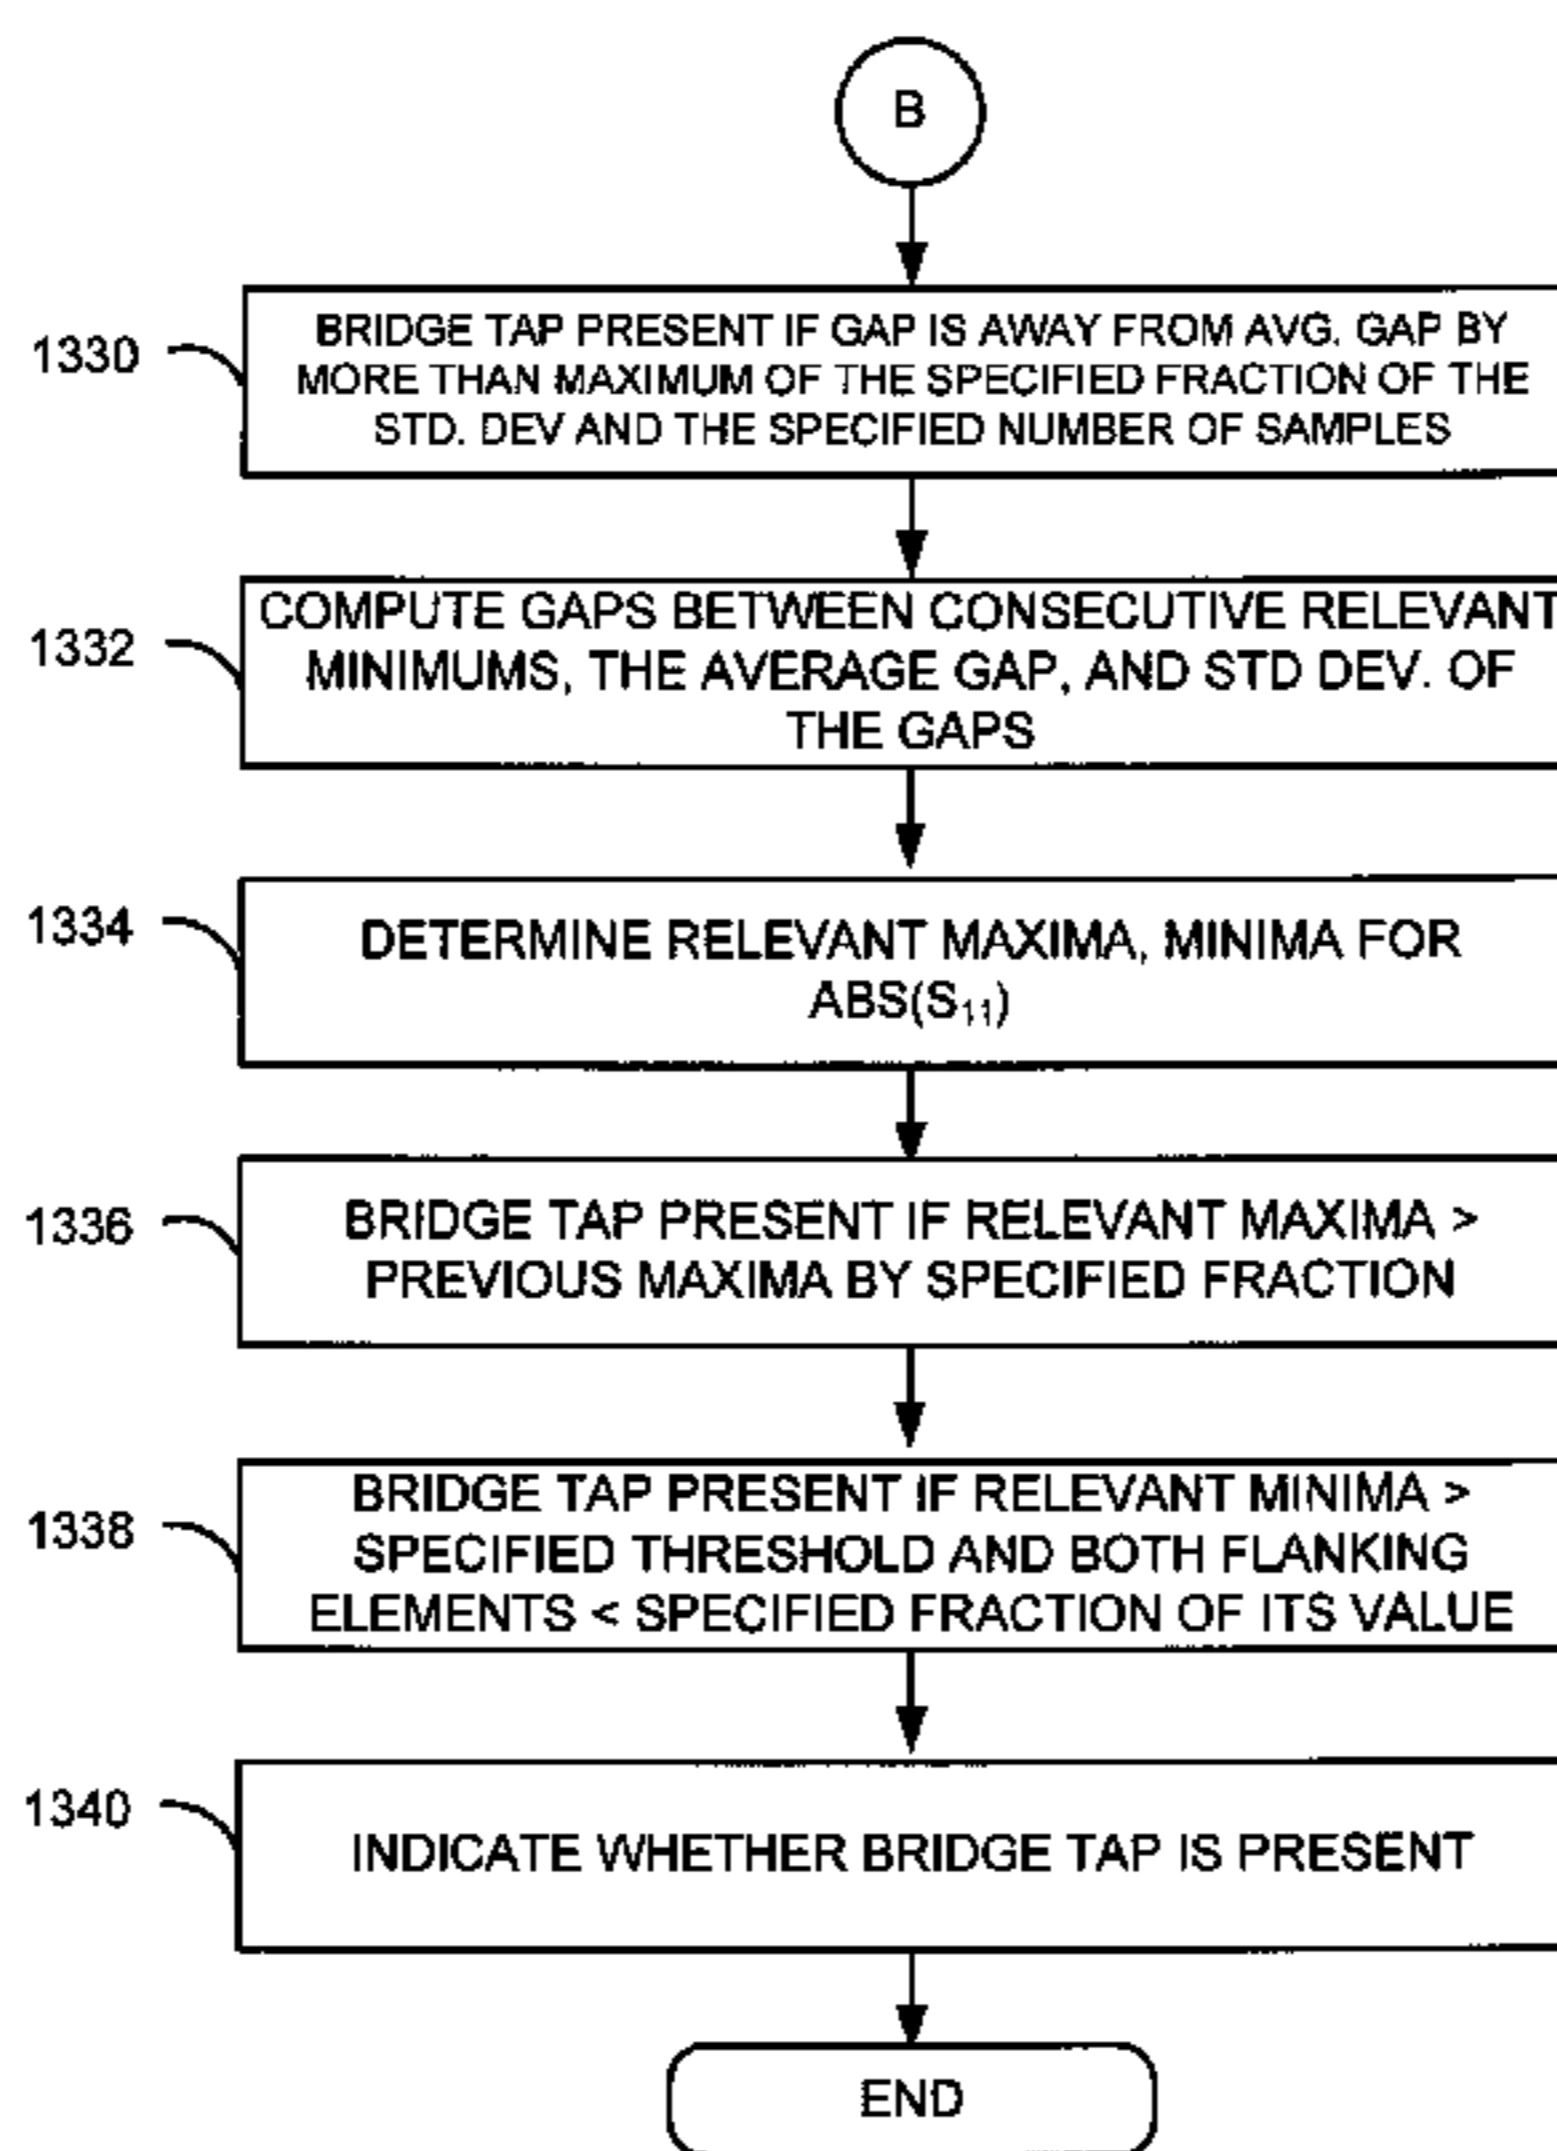 B
1330
BRIDGE TAP PRESENT IF GAP IS AWAY FROM AVG. GAP BY
MORE THAN MAXIMUM OF THE SPECIFIED FRACTION OF THE
STD. DEV AND THE SPECIFIED NUMBER OF SAMPLES
1332
COMPUTE GAPS BETWEEN CONSECUTIVE RELEVANT
MINIMUMS, THE AVERAGE GAP, AND STD DEV. OF
THE GAPS
1334
DETERMINE RELEVANT MAXIMA, MINIMA FOR
ABS(S₁₁)
1336
BRIDGE TAP PRESENT IF RELEVANT MAXIMA >
PREVIOUS MAXIMA BY SPECIFIED FRACTION
1338
BRIDGE TAP PRESENT IF RELEVANT MINIMA >
SPECIFIED THRESHOLD AND BOTH FLANKING
ELEMENTS < SPECIFIED FRACTION OF ITS VALUE
1340
INDICATE WHETHER BRIDGE TAP IS PRESENT
END